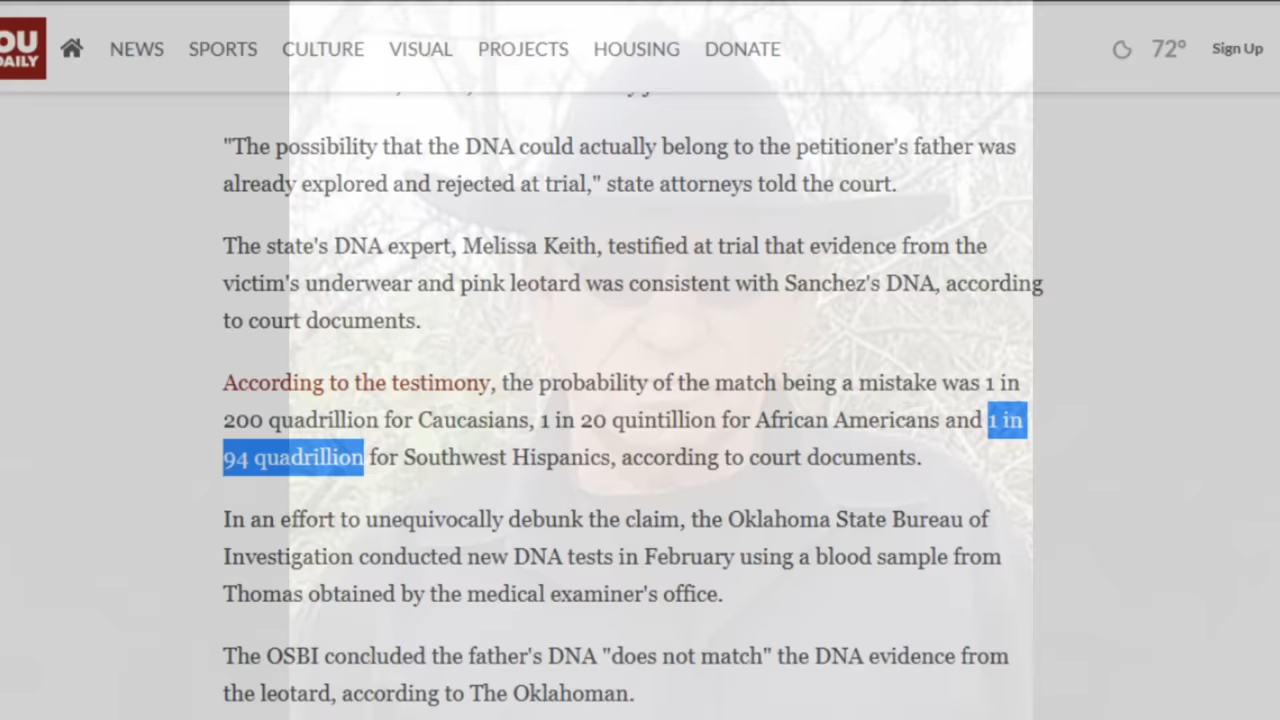 OU
DAILY
NEWS SPORTS CULTURE VISUAL PROJECTS HOUSING DONATE 72° Sign Up
"The possibility that the DNA could actually belong to the petitioner's father was
already explored and rejected at trial," state attorneys told the court.
The state's DNA expert, Melissa Keith, testified at trial that evidence from the
victim's underwear and pink leotard was consistent with Sanchez's DNA, according
to court documents.
According to the testimony, the probability of the match being a mistake was 1 in
200 quadrillion for Caucasians, 1 in 20 quintillion for African Americans and 1 in
94 quadrillion for Southwest Hispanics, according to court documents.
In an effort to unequivocally debunk the claim, the Oklahoma State Bureau of
Investigation conducted new DNA tests in February using a blood sample from
Thomas obtained by the medical examiner's office.
The OSBI concluded the father's DNA "does not match" the DNA evidence from
the leotard, according to The Oklahoman.